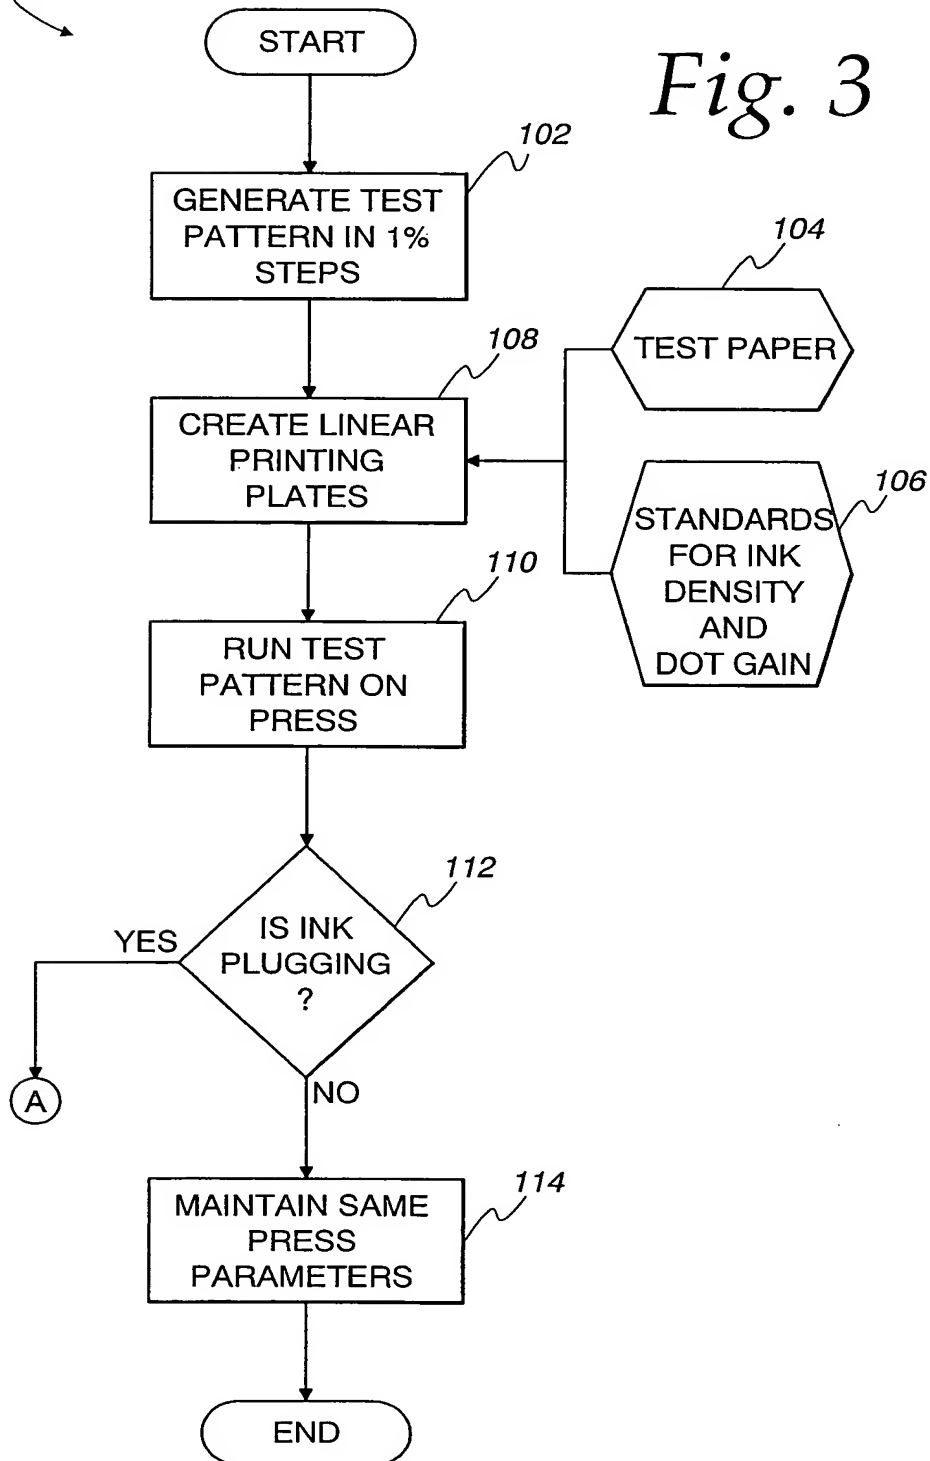 START
Fig. 3
102
GENERATE TEST
PATTERN IN 1%
STEPS
104
TEST PAPER
108
CREATE LINEAR
PRINTING
PLATES
106
STANDARDS
FOR INK
DENSITY
AND
DOT GAIN
110
RUN TEST
PATTERN ON
PRESS
112
IS INK
PLUGGING
?
YES
A
NO
114
MAINTAIN SAME
PRESS
PARAMETERS
END